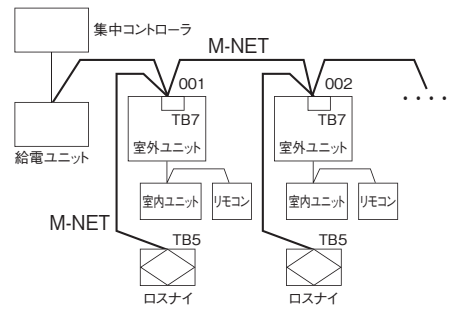 集中コントローラ
M-NET
001
002
TB7
TB7
・・・・
給電ユニット
室外ユニット
室外ユニット
室内ユニット
リモコン
室内ユニット
リモコン
M-NET
TB5
TB5
ロスナイ
ロスナイ